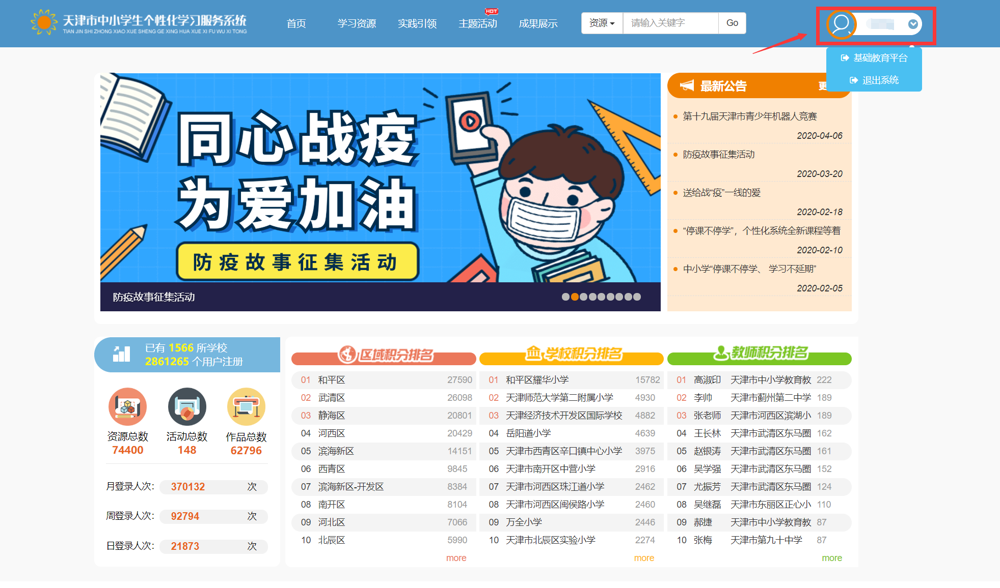 天津市中小学生个性化学习服务系统
TIAN JIN SHI ZHONG XIAO XUE SHENG GE XING HUA XUE XI FU WU XI TONG
首页 学习资源 实践引领 主题活动 HOT 成果展示 资源 请输入关键字 Go
基础教育平台
退出系统
同心战疫
为爱加油
防疫故事征集活动
防疫故事征集活动
最新公告 更
第十九届天津市青少年机器人竞赛
2020-04-06
防疫故事征集活动
2020-03-20
送给战“疫”一线的爱
2020-02-18
“停课不停学”，个性化系统全新课程等着
2020-02-10
中小学“停课不停学、 学习不延期”
2020-02-05
已有 1566 所学校
2861265 个用户注册
资源总数 活动总数 作品总数
74400 148 62796
月登录人次： 370132 次
周登录人次： 92794 次
日登录人次： 21873 次
区域积分排名
01 和平区 27590
02 武清区 26098
03 静海区 20801
04 河西区 20429
05 滨海新区 14151
06 西青区 9845
07 滨海新区-开发区 8384
08 南开区 8104
09 河北区 7066
10 北辰区 5990
more
学校积分排名
01 和平区耀华小学 15782
02 天津师范大学第二附属小学 4930
03 天津经济技术开发区国际学校 4882
04 岳阳道小学 4639
05 天津市西青区辛口镇中心小学 3975
06 天津市南开区中营小学 2916
07 天津市河西区珠江道小学 2462
08 天津市河西区闽侯路小学 2460
09 万全小学 2446
10 天津市北辰区实验小学 2274
more
教师积分排名
01 高淑印 天津市中小学教育教 222
02 李帅 天津市蓟州第二中学 189
03 张老师 天津市河西区滨湖小 189
04 王长林 天津市武清区东马圈 162
05 赵银涛 天津市武清区东马圈 161
06 吴学强 天津市武清区东马圈 152
07 尤振芳 天津市武清区东马圈 124
08 吴继磊 天津市东丽区正心小 110
09 郝捷 天津市中小学教育教 87
10 张梅 天津市第九十中学 87
more